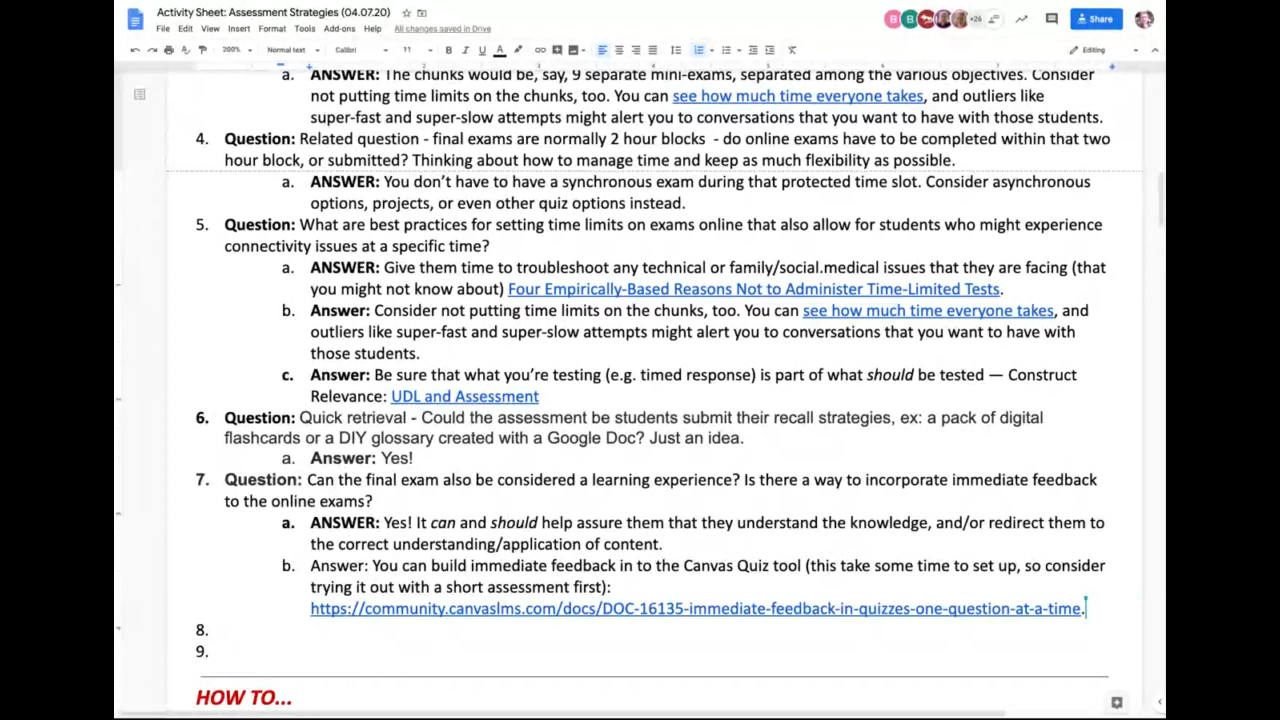 Activity Sheet: Assessment Strategies (04.07.20)
File Edit View Insert Format Tools Add-ons Help All changes saved in Drive
B B +26 Share
200% Normal text Calibri 11 B I U A Editing
a. ANSWER: The chunks would be, say, 9 separate mini-exams, separated among the various objectives. Consider
not putting time limits on the chunks, too. You can see how much time everyone takes, and outliers like
super-fast and super-slow attempts might alert you to conversations that you want to have with those students.
4. Question: Related question - final exams are normally 2 hour blocks - do online exams have to be completed within that two
hour block, or submitted? Thinking about how to manage time and keep as much flexibility as possible.
a. ANSWER: You don't have to have a synchronous exam during that protected time slot. Consider asynchronous
options, projects, or even other quiz options instead.
5. Question: What are best practices for setting time limits on exams online that also allow for students who might experience
connectivity issues at a specific time?
a. ANSWER: Give them time to troubleshoot any technical or family/social.medical issues that they are facing (that
you might not know about) Four Empirically-Based Reasons Not to Administer Time-Limited Tests.
b. Answer: Consider not putting time limits on the chunks, too. You can see how much time everyone takes, and
outliers like super-fast and super-slow attempts might alert you to conversations that you want to have with
those students.
c. Answer: Be sure that what you're testing (e.g. timed response) is part of what should be tested — Construct
Relevance: UDL and Assessment
6. Question: Quick retrieval - Could the assessment be students submit their recall strategies, ex: a pack of digital
flashcards or a DIY glossary created with a Google Doc? Just an idea.
a. Answer: Yes!
7. Question: Can the final exam also be considered a learning experience? Is there a way to incorporate immediate feedback
to the online exams?
a. ANSWER: Yes! It can and should help assure them that they understand the knowledge, and/or redirect them to
the correct understanding/application of content.
b. Answer: You can build immediate feedback in to the Canvas Quiz tool (this take some time to set up, so consider
trying it out with a short assessment first):
https://community.canvaslms.com/docs/DOC-16135-immediate-feedback-in-quizzes-one-question-at-a-time.
8.
9.
HOW TO...